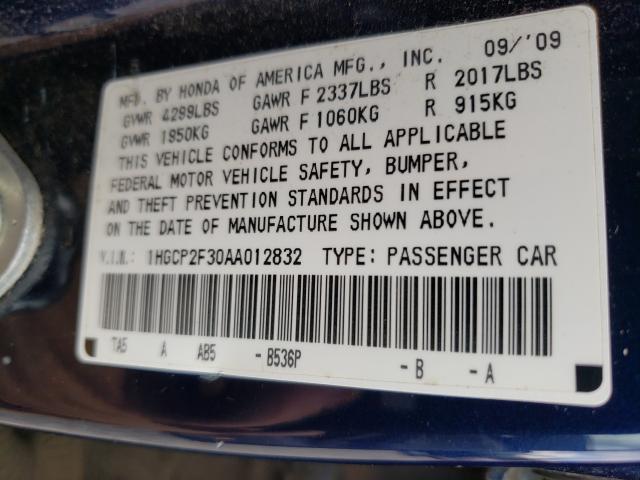 MFD. BY HONDA OF AMERICA MFG., INC. 09/'09
GVWR 4299LBS GAWR F 2337LBS R 2017LBS
GVWR 1950KG GAWR F 1060KG R 915KG
THIS VEHICLE CONFORMS TO ALL APPLICABLE
FEDERAL MOTOR VEHICLE SAFETY, BUMPER,
AND THEFT PREVENTION STANDARDS IN EFFECT
ON THE DATE OF MANUFACTURE SHOWN ABOVE.
V.I.N.: 1HGCP2F30AA012832 TYPE: PASSENGER CAR
TA5 A AB5 - B536P - B - A